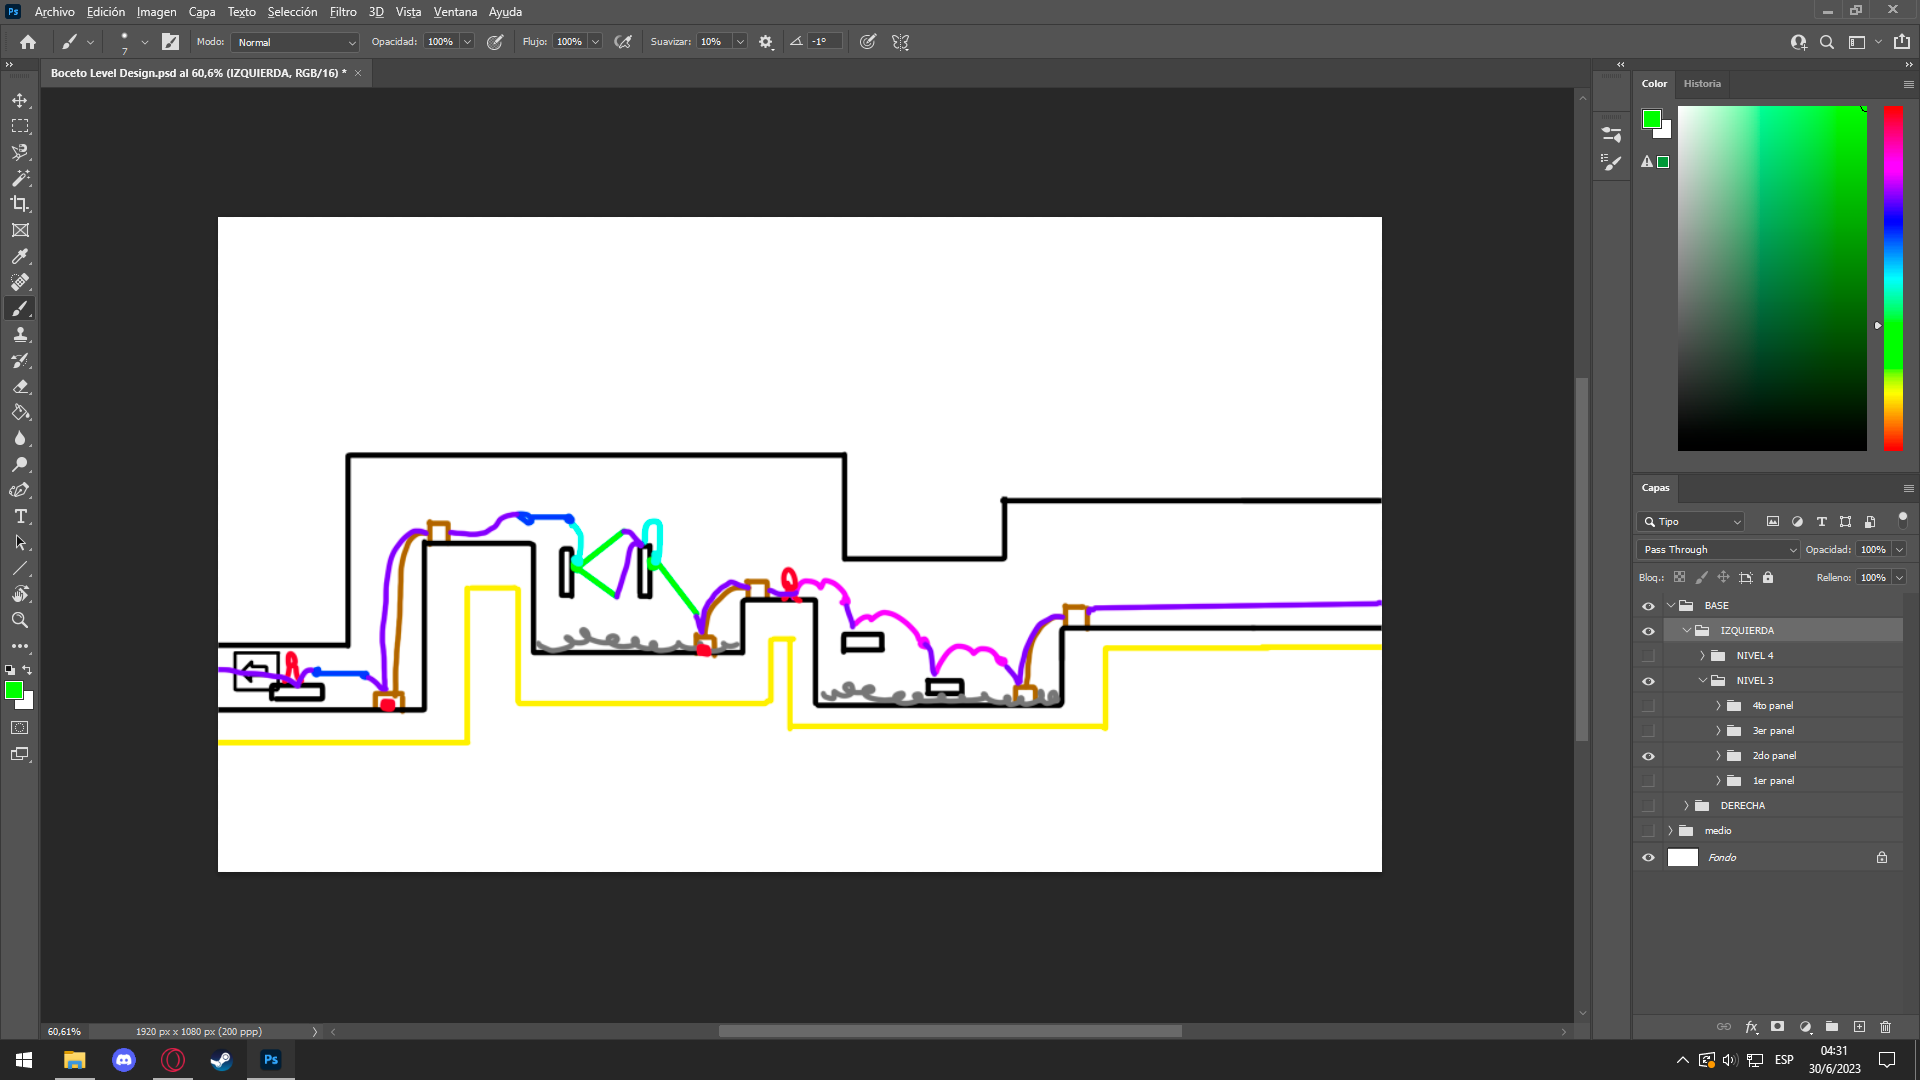 Ps Archivo Edición Imagen Capa Texto Selección Filtro 3D Vista Ventana Ayuda
7 Modo: Normal Opacidad: 100% Flujo: 100% Suavizar: 10% -1°
Boceto Level Design.psd al 60,6% (IZQUIERDA, RGB/16) * ×
Color Historia
Capas
Tipo
Pass Through Opacidad: 100%
Bloq.: Relleno: 100%
BASE
IZQUIERDA
NIVEL 4
NIVEL 3
4to panel
3er panel
2do panel
1er panel
DERECHA
medio
Fondo
60,61% 1920 px x 1080 px (200 ppp)
fx
Ps ESP 04:31
30/6/2023